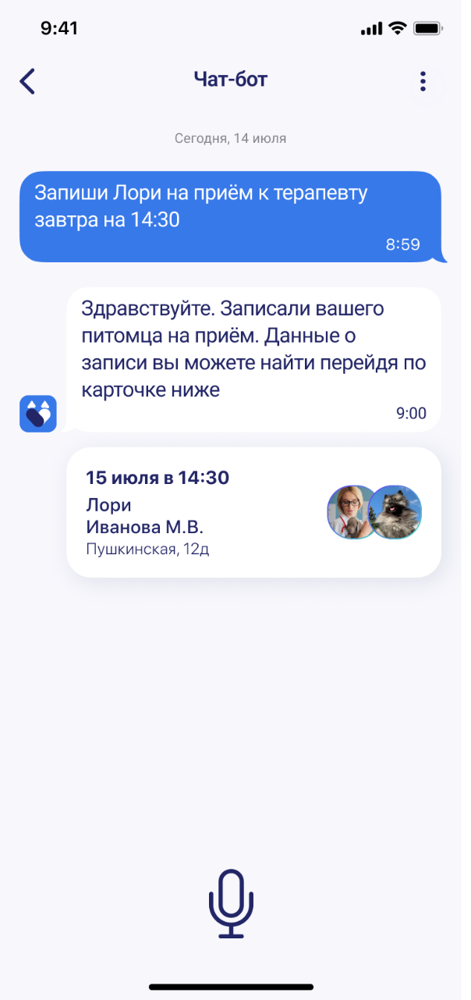 9:41
Чат-бот
Сегодня, 14 июля
Запиши Лори на приём к терапевту
завтра на 14:30
8:59
Здравствуйте. Записали вашего
питомца на приём. Данные о
записи вы можете найти перейдя по
карточке ниже
9:00
15 июля в 14:30
Лори
Иванова М.В.
Пушкинская, 12д